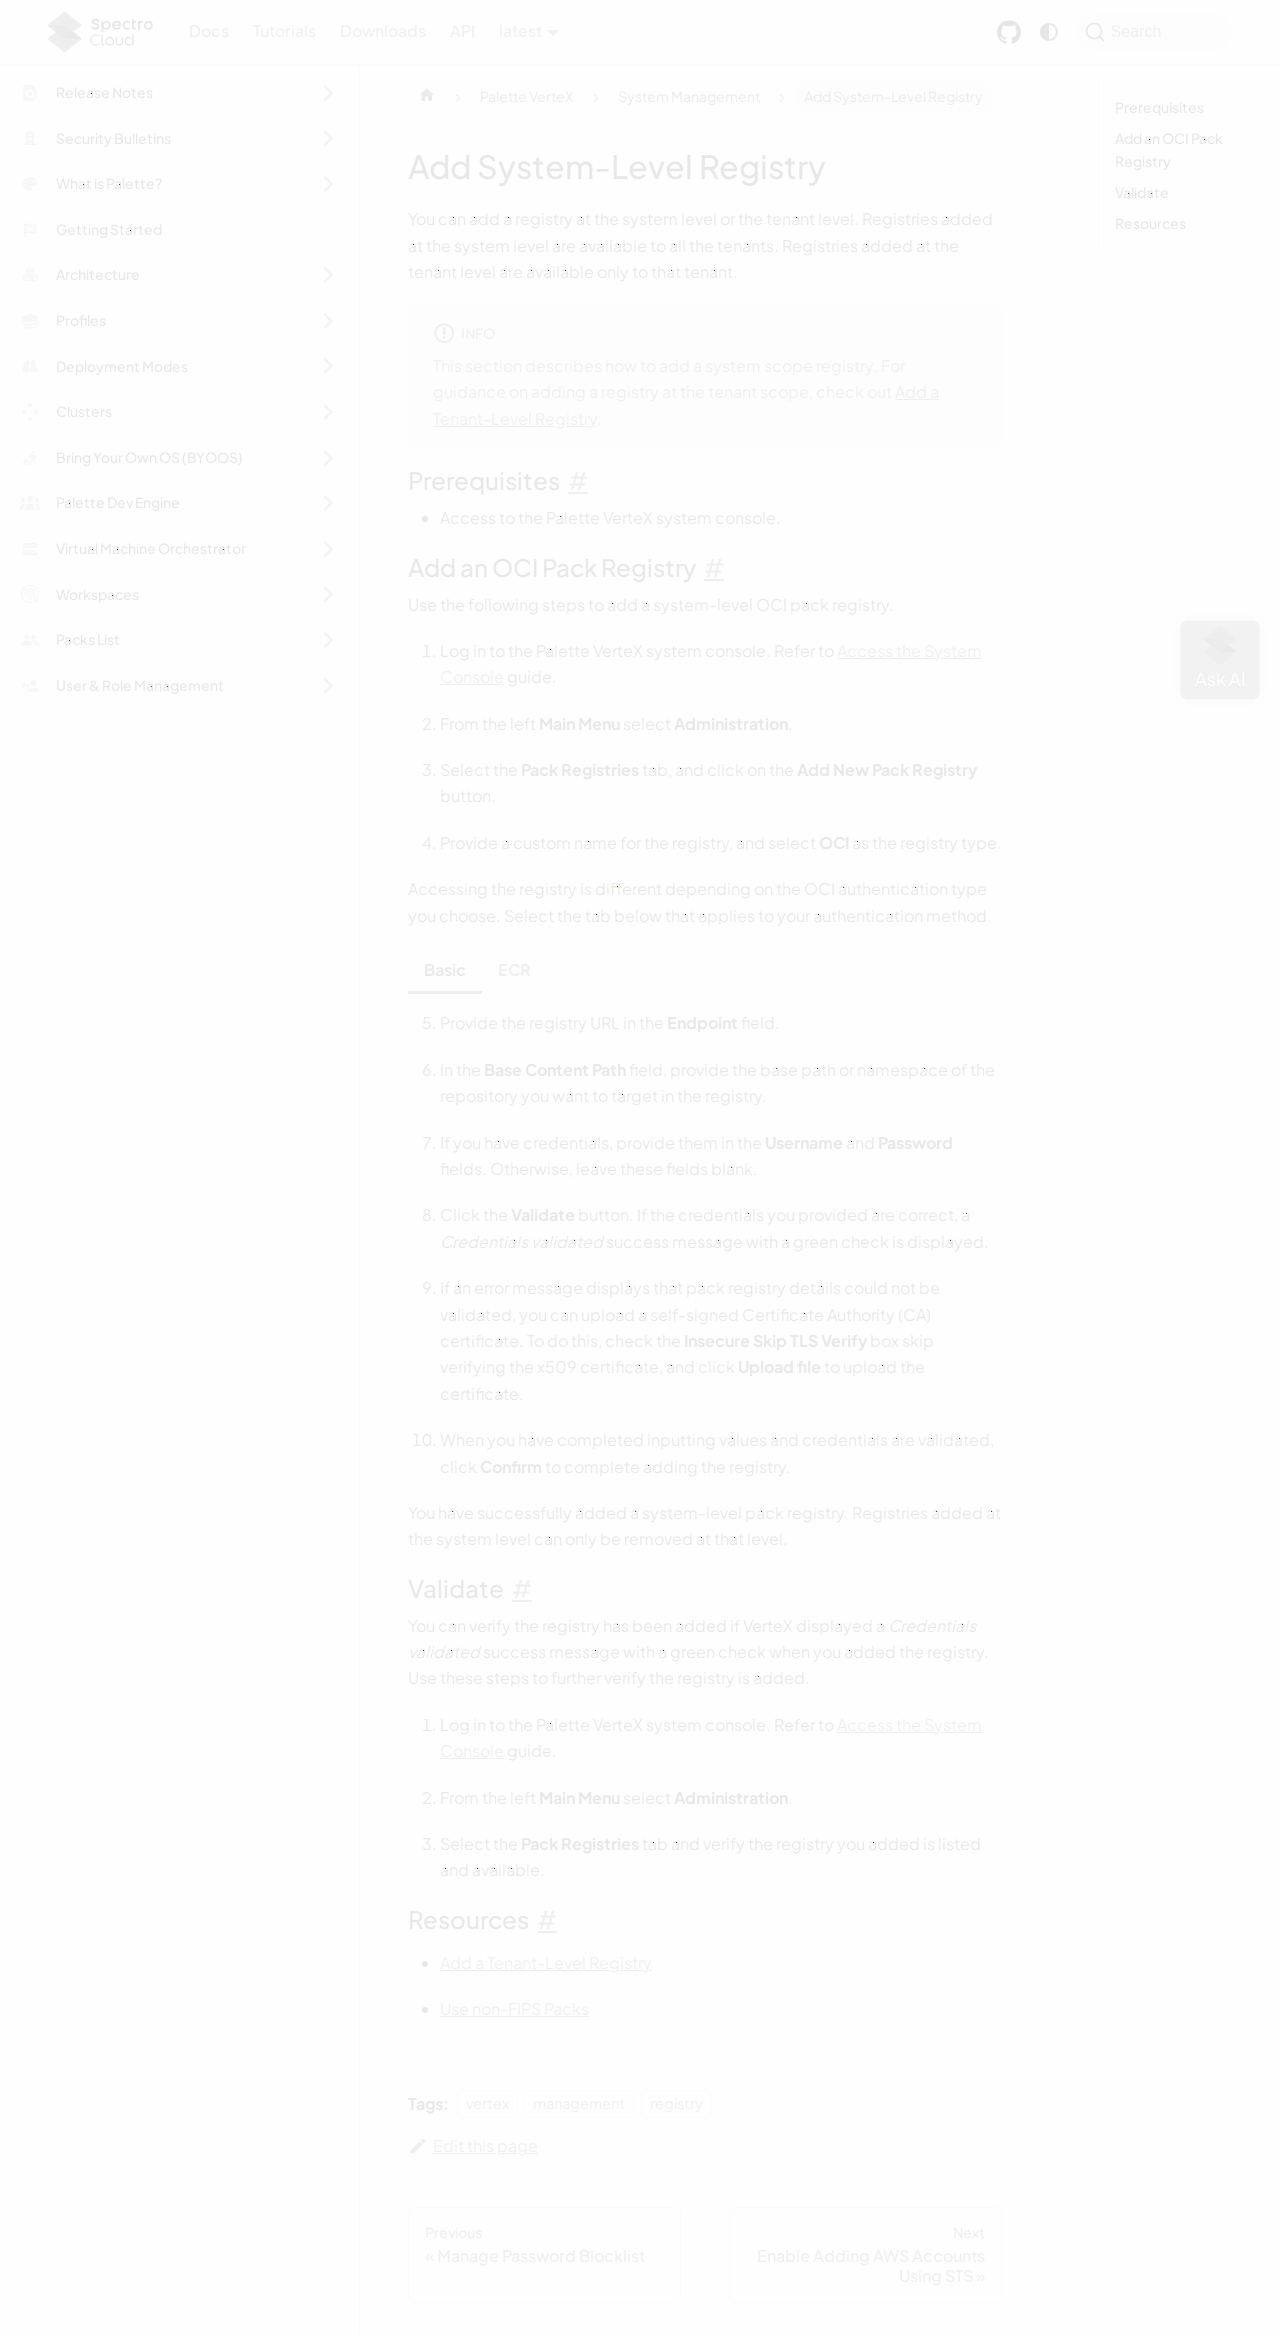 Spectro
Cloud
Docs
Tutorials
Downloads
API
latest
Search
Release Notes
Security Bulletins
What is Palette?
Getting Started
Architecture
Profiles
Deployment Modes
Clusters
Bring Your Own OS (BYOOS)
Palette Dev Engine
Virtual Machine Orchestrator
Workspaces
Packs List
User & Role Management
Palette VerteX
System Management
Add System-Level Registry
Add System-Level Registry
You can add a registry at the system level or the tenant level. Registries added
at the system level are available to all the tenants. Registries added at the
tenant level are available only to that tenant.
INFO
This section describes how to add a system scope registry. For
guidance on adding a registry at the tenant scope, check out Add a
Tenant-Level Registry.
Prerequisites #
Access to the Palette VerteX system console.
Add an OCI Pack Registry #
Use the following steps to add a system-level OCI pack registry.
1. Log in to the Palette VerteX system console. Refer to Access the System
Console guide.
2. From the left Main Menu select Administration.
3. Select the Pack Registries tab, and click on the Add New Pack Registry
button.
4. Provide a custom name for the registry, and select OCI as the registry type.
Accessing the registry is different depending on the OCI authentication type
you choose. Select the tab below that applies to your authentication method.
Basic
ECR
5. Provide the registry URL in the Endpoint field.
6. In the Base Content Path field, provide the base path or namespace of the
repository you want to target in the registry.
7. If you have credentials, provide them in the Username and Password
fields. Otherwise, leave these fields blank.
8. Click the Validate button. If the credentials you provided are correct, a
Credentials validated success message with a green check is displayed.
9. If an error message displays that pack registry details could not be
validated, you can upload a self-signed Certificate Authority (CA)
certificate. To do this, check the Insecure Skip TLS Verify box skip
verifying the x509 certificate, and click Upload file to upload the
certificate.
10. When you have completed inputting values and credentials are validated,
click Confirm to complete adding the registry.
You have successfully added a system-level pack registry. Registries added at
the system level can only be removed at that level.
Validate #
You can verify the registry has been added if VerteX displayed a Credentials
validated success message with a green check when you added the registry.
Use these steps to further verify the registry is added.
1. Log in to the Palette VerteX system console. Refer to Access the System
Console guide.
2. From the left Main Menu select Administration.
3. Select the Pack Registries tab and verify the registry you added is listed
and available.
Resources #
Add a Tenant-Level Registry
Use non-FIPS Packs
Tags:
vertex
management
registry
Edit this page
Previous
« Manage Password Blocklist
Next
Enable Adding AWS Accounts
Using STS »
Prerequisites
Add an OCI Pack
Registry
Validate
Resources
Ask AI